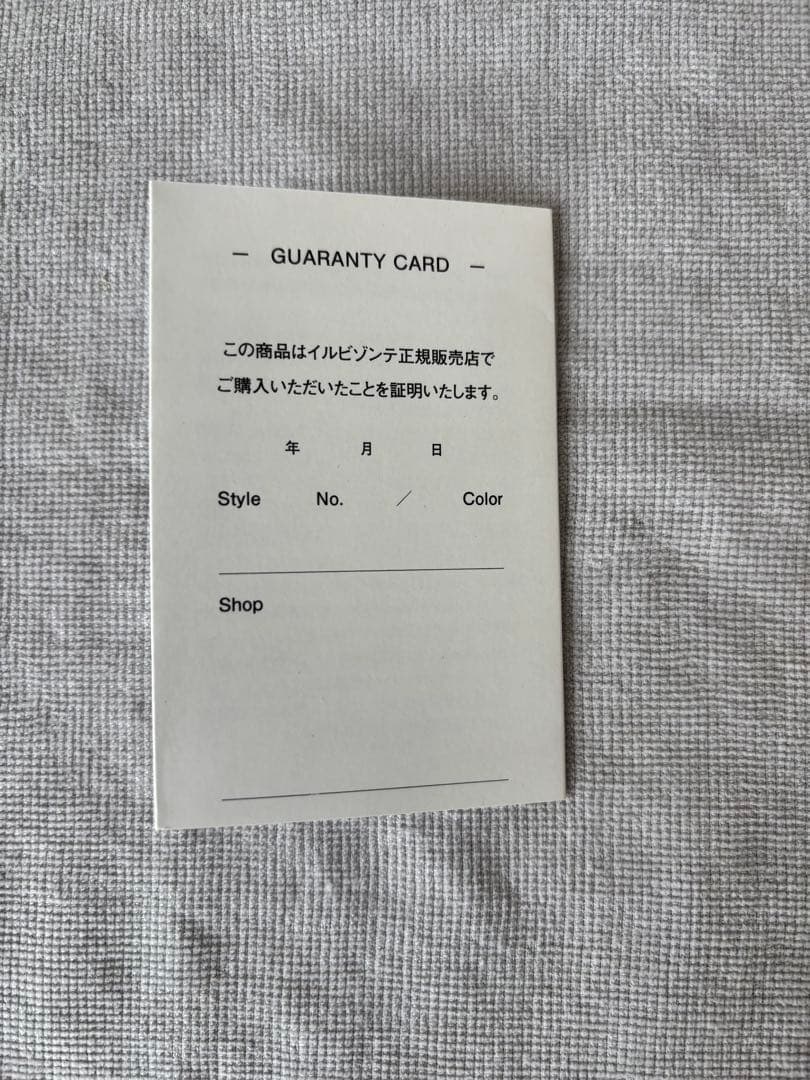 — GUARANTY CARD —
この商品はイルビゾンテ正規販売店で
ご購入いただいたことを証明いたします。
年 月 日
Style No. ／ Color
Shop